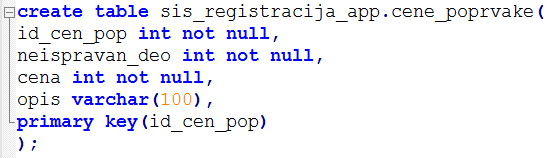 create table sis_registracija_app.cene_poprvake(
id_cen_pop int not null,
neispravan_deo int not null,
cena int not null,
opis varchar(100),
primary key(id_cen_pop)
);